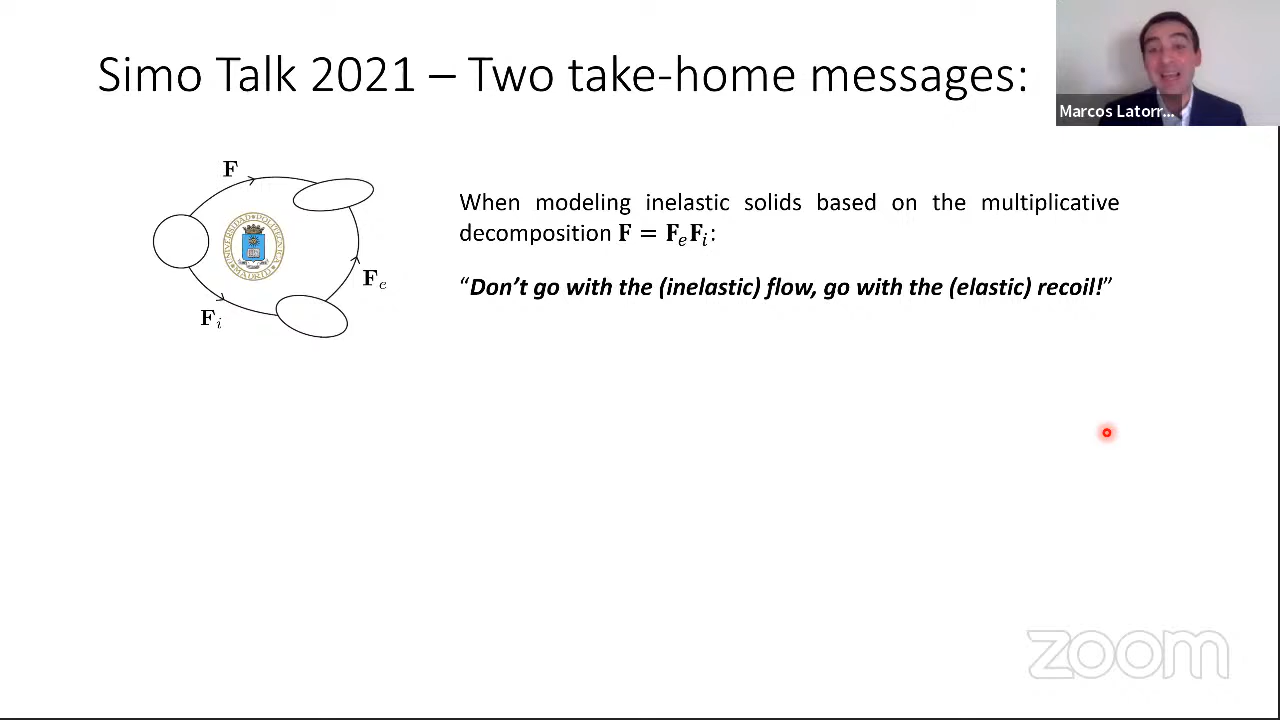 Simo Talk 2021 – Two take-home messages:
Marcos Latorr...
F
When modeling inelastic solids based on the multiplicative
decomposition F = FₑFᵢ:
Fₑ
“Don’t go with the (inelastic) flow, go with the (elastic) recoil!”
Fᵢ
zoom